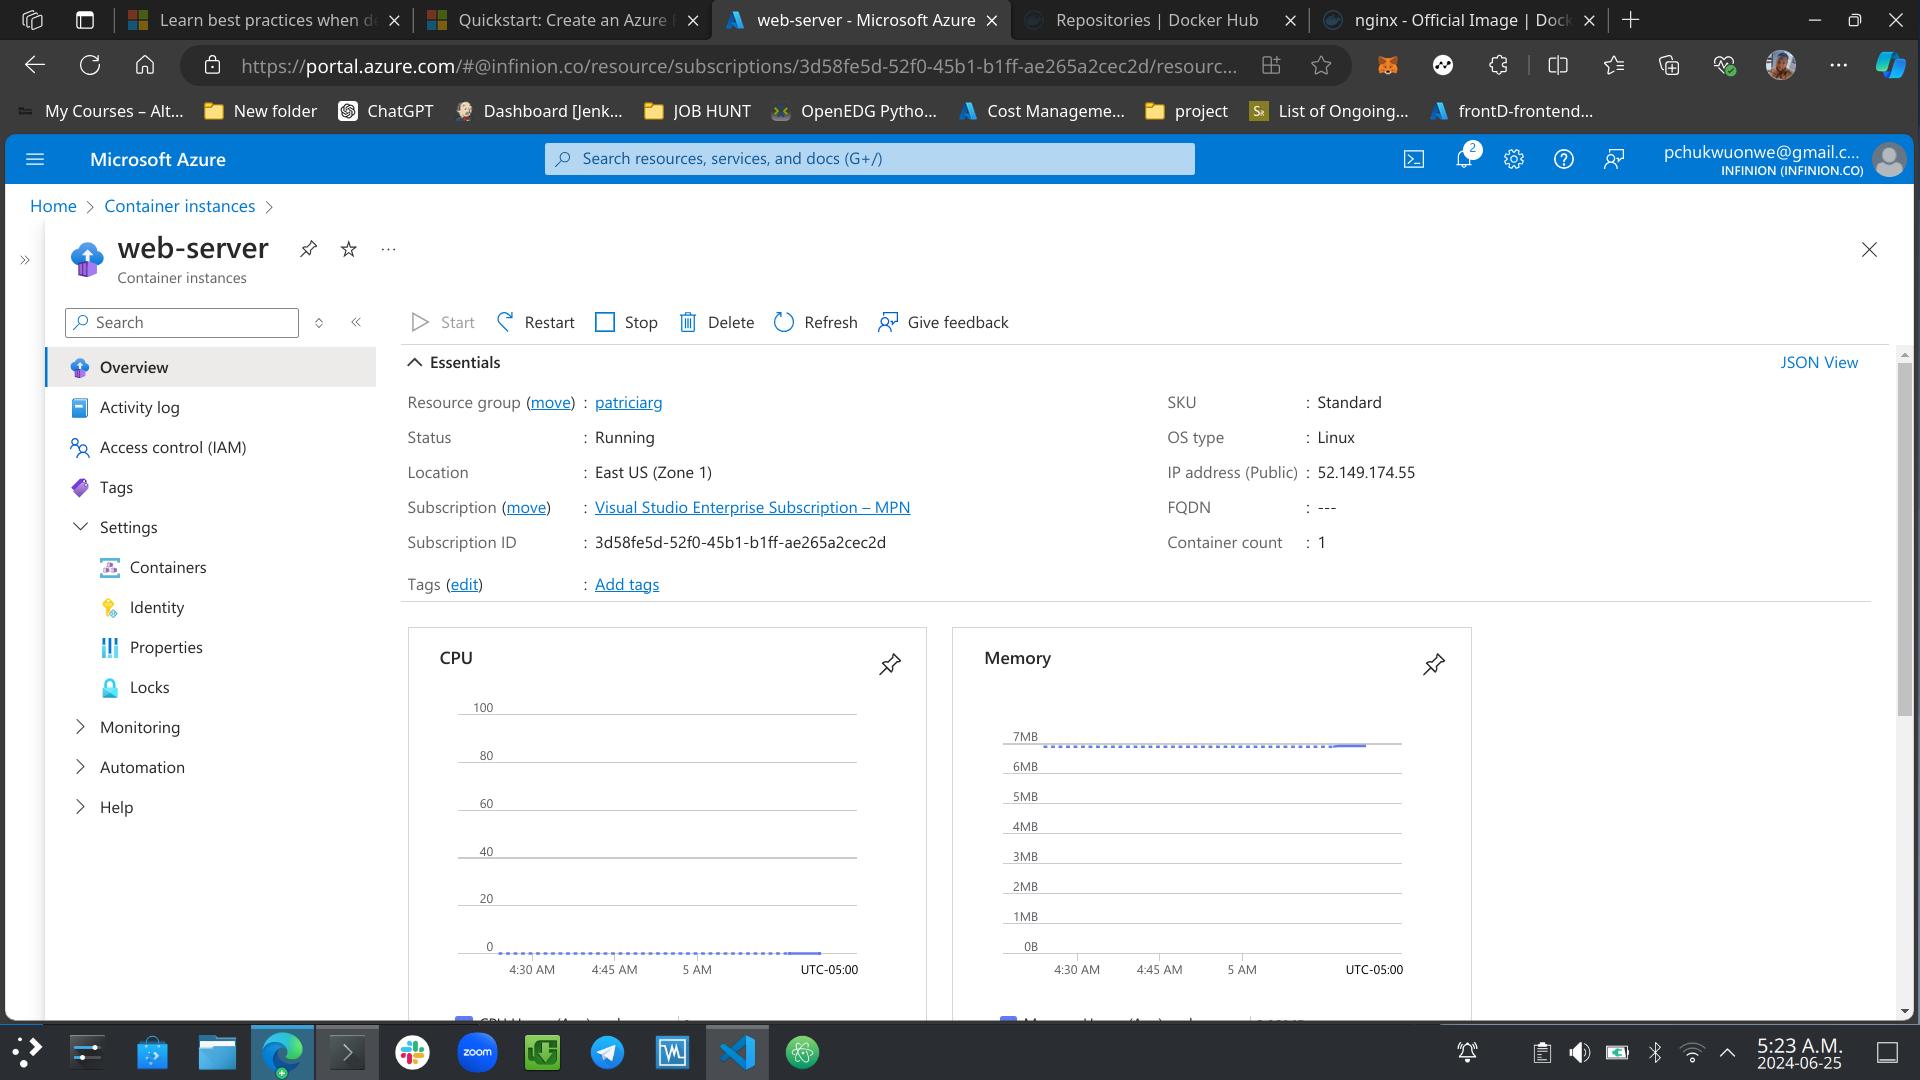 Learn best practices when de
Quickstart: Create an Azure F
web-server - Microsoft Azure
Repositories | Docker Hub
nginx - Official Image | Dock
https://portal.azure.com/#@infinion.co/resource/subscriptions/3d58fe5d-52f0-45b1-b1ff-ae265a2cec2d/resourc...
My Courses – Alt...
New folder
ChatGPT
Dashboard [Jenk...
JOB HUNT
OpenEDG Pytho...
Cost Manageme...
project
List of Ongoing...
frontD-frontend...
Microsoft Azure
Search resources, services, and docs (G+/)
2
pchukwuonwe@gmail.c...
INFINION (INFINION.CO)
Home
Container instances
web-server
Container instances
Search
Start
Restart
Stop
Delete
Refresh
Give feedback
Overview
Activity log
Access control (IAM)
Tags
Settings
Containers
Identity
Properties
Locks
Monitoring
Automation
Help
Essentials
JSON View
Resource group (move) : patriciarg
Status : Running
Location : East US (Zone 1)
Subscription (move) : Visual Studio Enterprise Subscription – MPN
Subscription ID : 3d58fe5d-52f0-45b1-b1ff-ae265a2cec2d
Tags (edit) : Add tags
SKU : Standard
OS type : Linux
IP address (Public) : 52.149.174.55
FQDN : ---
Container count : 1
CPU
100
80
60
40
20
0
4:30 AM 4:45 AM 5 AM UTC-05:00
Memory
7MB
6MB
5MB
4MB
3MB
2MB
1MB
0B
4:30 AM 4:45 AM 5 AM UTC-05:00
zoom
5:23 A.M.
2024-06-25